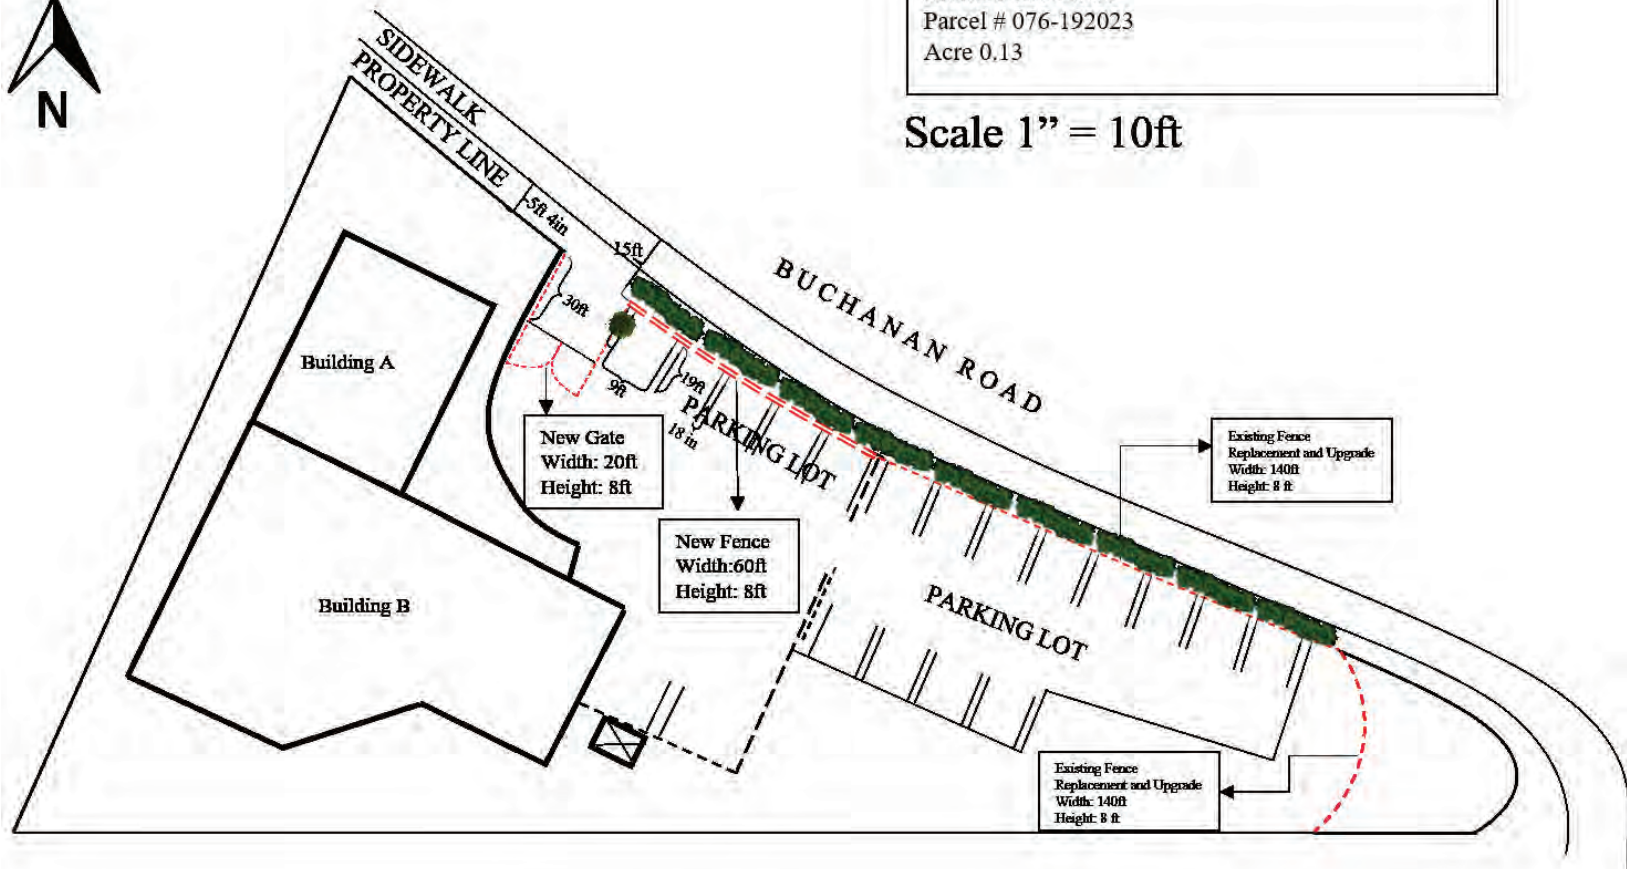 Parcel # 076-192023
Acre 0.13
Scale 1” = 10ft
N
SIDEWALK
PROPERTY LINE
5ft 4in
15ft
BUCHANAN ROAD
30ft
Building A
9ft
19ft
18 in
PARKING LOT
New Gate
Width: 20ft
Height: 8ft
New Fence
Width:60ft
Height: 8ft
Existing Fence
Replacement and Upgrade
Width: 140ft
Height: 8 ft
Building B
PARKING LOT
Existing Fence
Replacement and Upgrade
Width: 140ft
Height: 8 ft